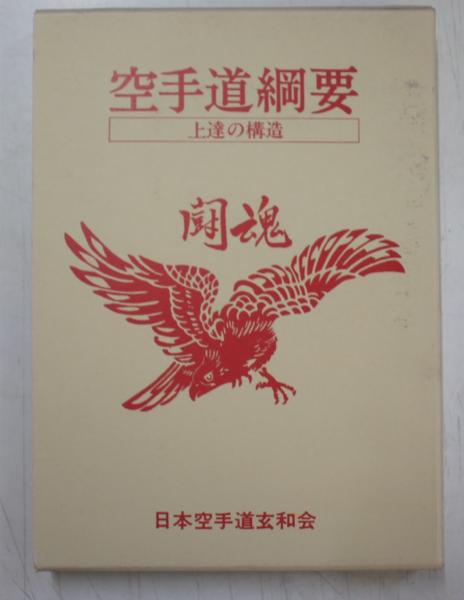 空手道綱要
上達の構造
闘魂
日本空手道玄和会